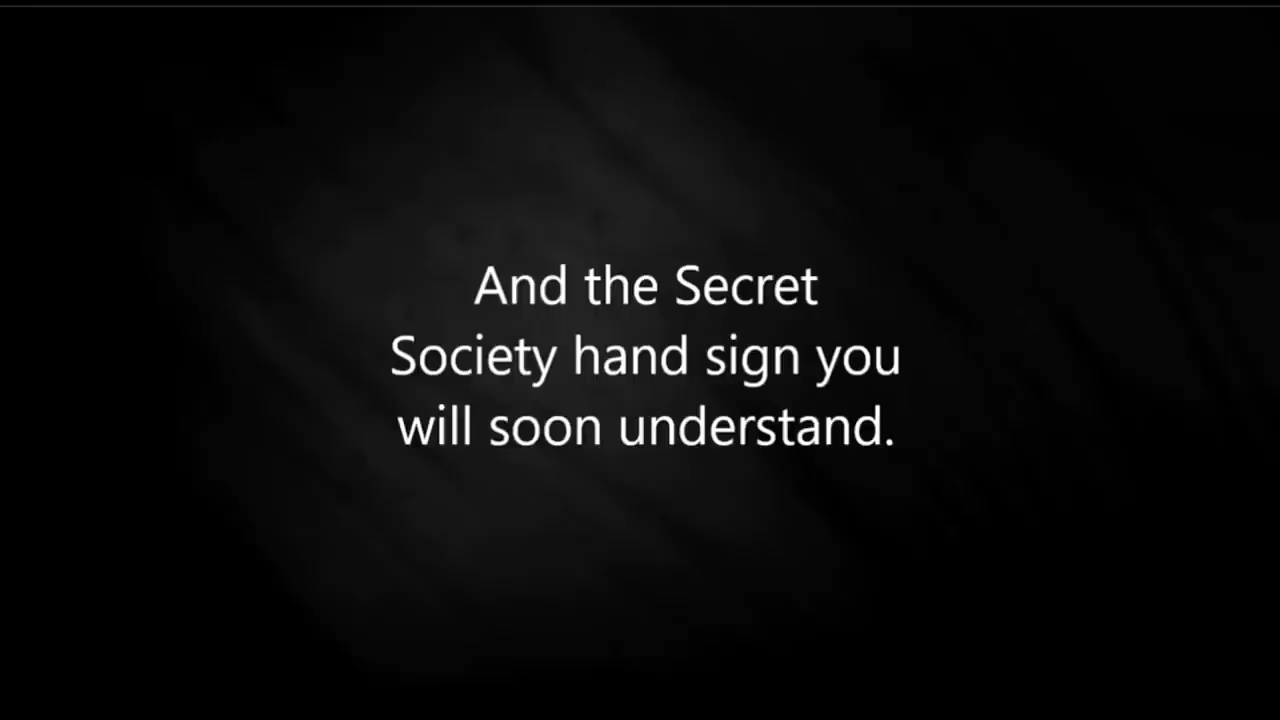 And the Secret
Society hand sign you
will soon understand.